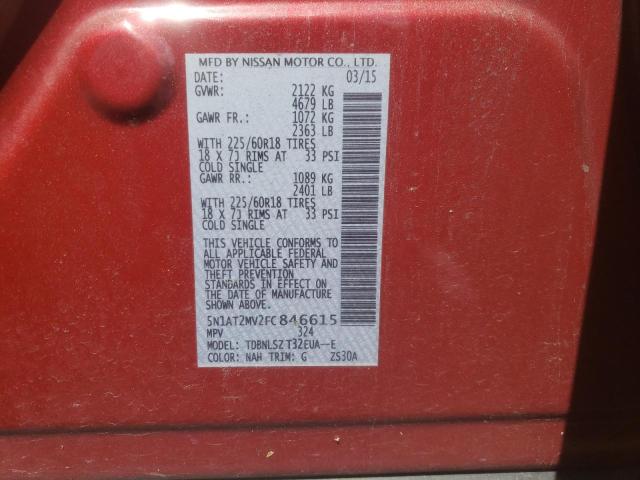 MFD BY NISSAN MOTOR CO., LTD.
DATE: 03/15
GVWR: 2122 KG
4679 LB
GAWR FR.: 1072 KG
2363 LB
WITH 225/60R18 TIRES
18 X 7J RIMS AT 33 PSI
COLD SINGLE
GAWR RR.: 1089 KG
2401 LB
WITH 225/60R18 TIRES
18 X 7J RIMS AT 33 PSI
COLD SINGLE
THIS VEHICLE CONFORMS TO
ALL APPLICABLE FEDERAL
MOTOR VEHICLE SAFETY AND
THEFT PREVENTION
STANDARDS IN EFFECT ON
THE DATE OF MANUFACTURE
SHOWN ABOVE.
5N1AT2MV2FC846615
MPV 324
MODEL: TDBNLSZ T32EUA--E
COLOR: NAH TRIM: G ZS30A